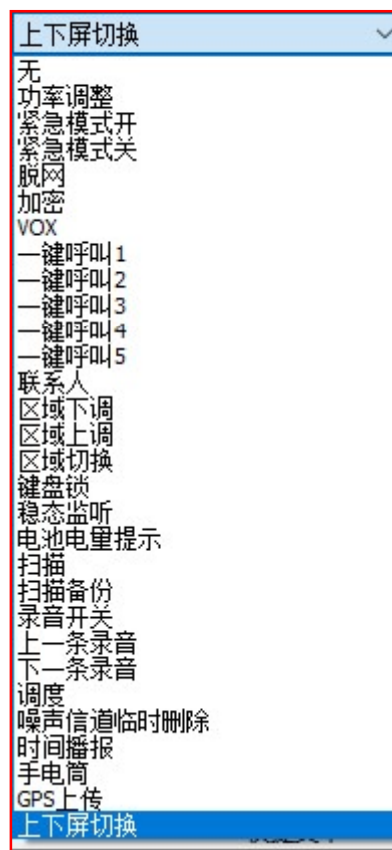 上下屏切换
无
功率调整
紧急模式开
紧急模式关
脱网
加密
VOX
一键呼叫1
一键呼叫2
一键呼叫3
一键呼叫4
一键呼叫5
联系人
区域下调
区域上调
区域切换
键盘锁
稳态监听
电池电量提示
扫描
扫描备份
录音开关
上一条录音
下一条录音
调度
噪声信道临时删除
时间播报
手电筒
GPS上传
上下屏切换